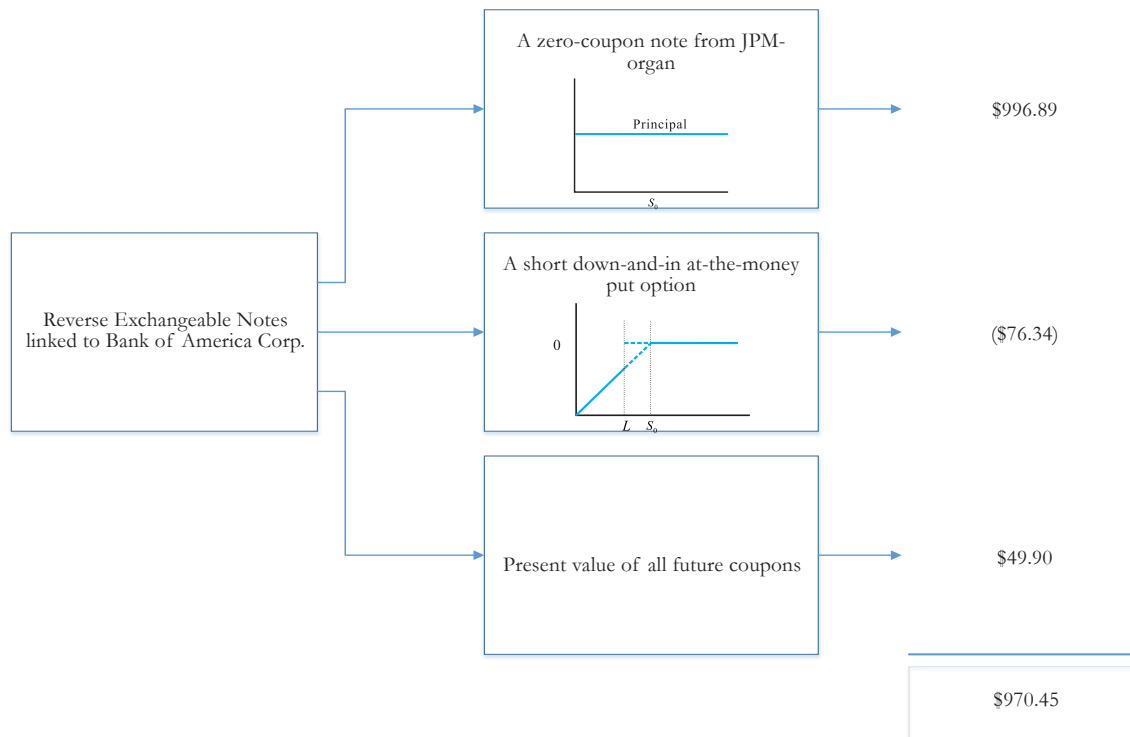 A zero-coupon note from JPM-
organ
Principal
S₀
$996.89
Reverse Exchangeable Notes
linked to Bank of America Corp.
A short down-and-in at-the-money
put option
0
L S₀
($76.34)
Present value of all future coupons
$49.90
$970.45